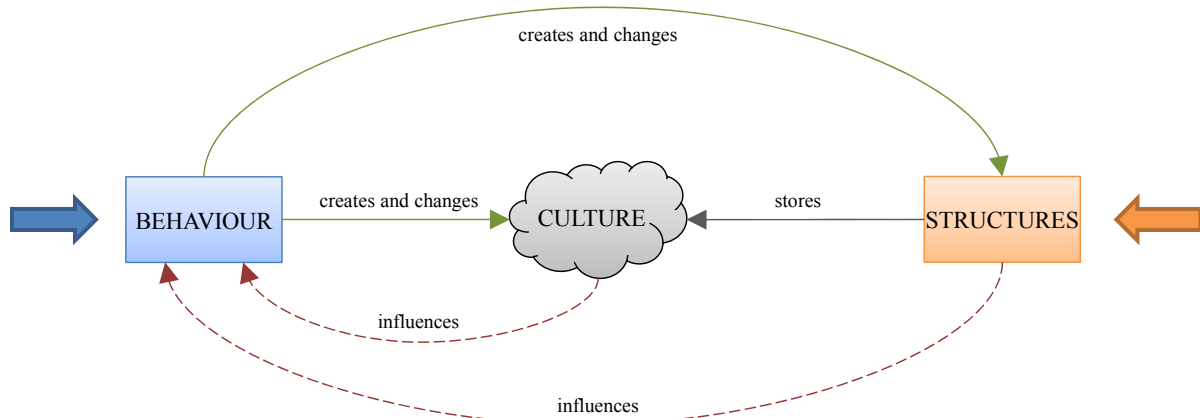 creates and changes
BEHAVIOUR
creates and changes
CULTURE
stores
STRUCTURES
influences
influences